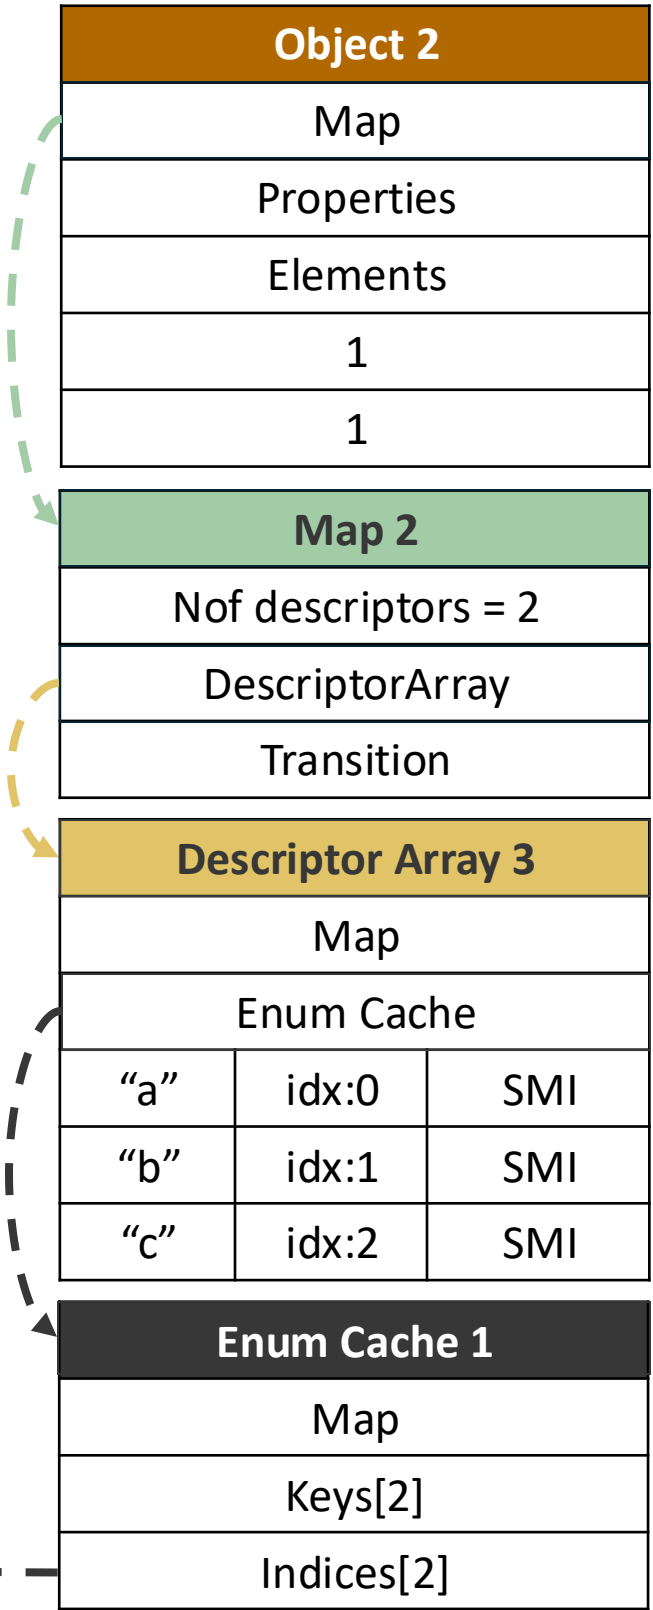 Object 2
Map
Properties
Elements
1
1
Map 2
Nof descriptors = 2
DescriptorArray
Transition
Descriptor Array 3
Map
Enum Cache
“a” idx:0 SMI
“b” idx:1 SMI
“c” idx:2 SMI
Enum Cache 1
Map
Keys[2]
Indices[2]